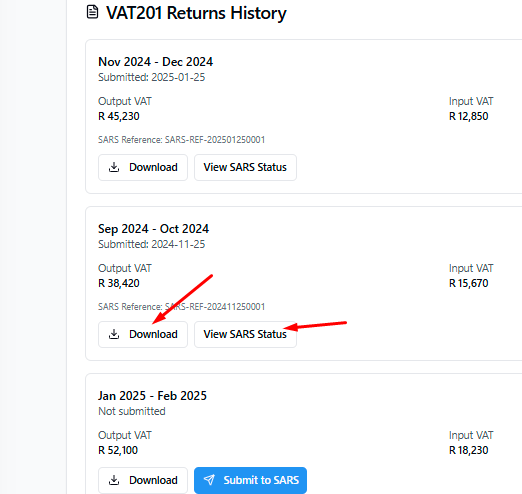 VAT201 Returns History
Nov 2024 - Dec 2024
Submitted: 2025-01-25
Output VAT Input VAT
R 45,230 R 12,850
SARS Reference: SARS-REF-202501250001
Download View SARS Status
Sep 2024 - Oct 2024
Submitted: 2024-11-25
Output VAT Input VAT
R 38,420 R 15,670
SARS Reference: SARS-REF-202411250001
Download View SARS Status
Jan 2025 - Feb 2025
Not submitted
Output VAT Input VAT
R 52,100 R 18,230
Download Submit to SARS